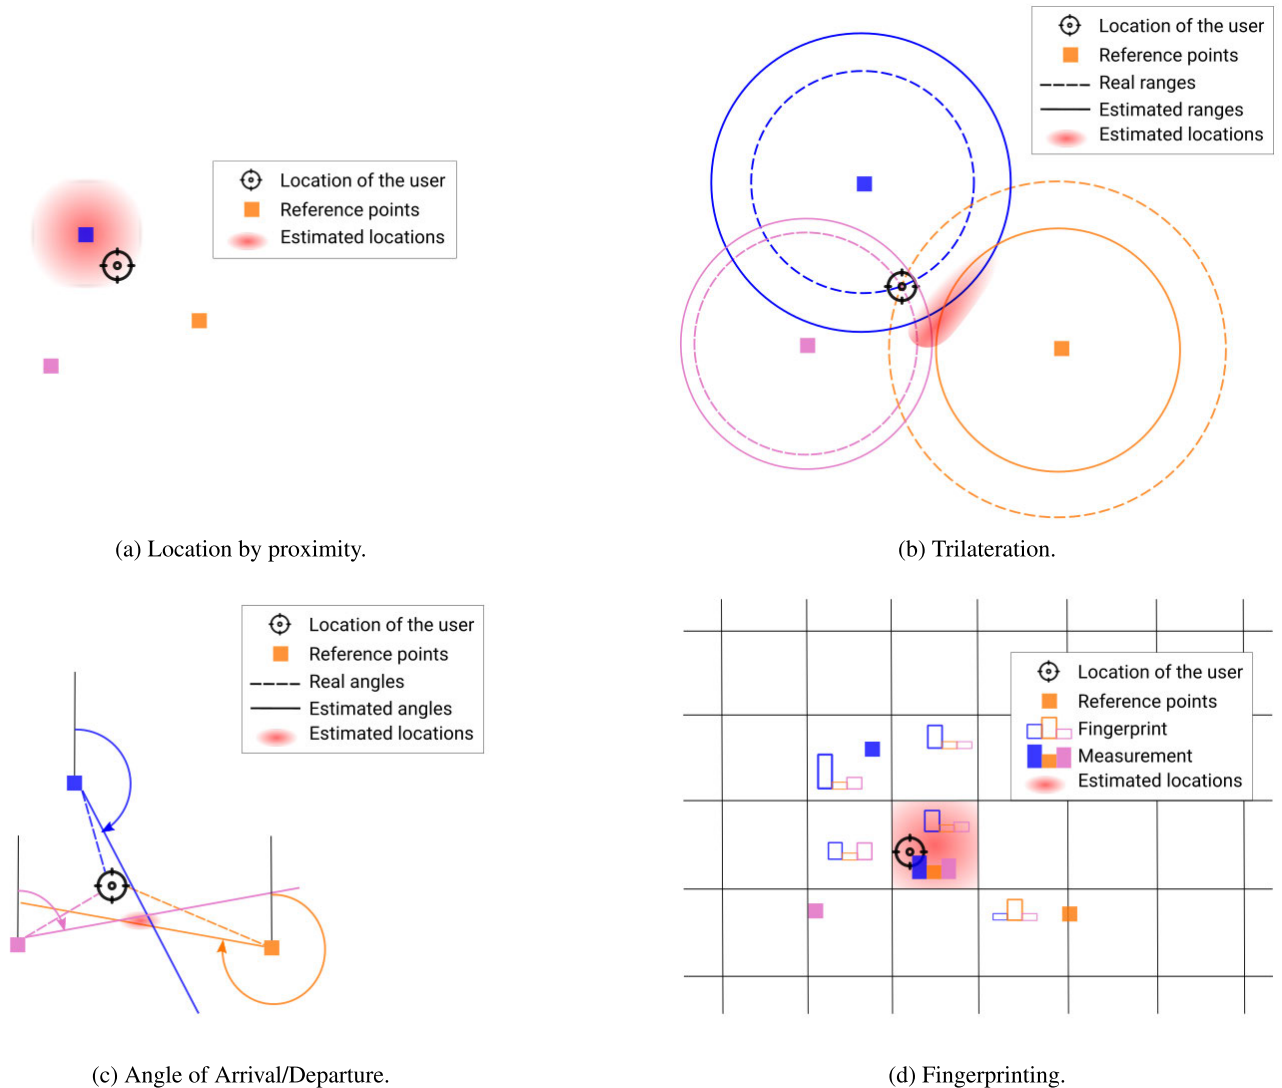 Location of the user
Reference points
Estimated locations
(a) Location by proximity.
Location of the user
Reference points
Real ranges
Estimated ranges
Estimated locations
(b) Trilateration.
Location of the user
Reference points
Real angles
Estimated angles
Estimated locations
(c) Angle of Arrival/Departure.
Location of the user
Reference points
Fingerprint
Measurement
Estimated locations
(d) Fingerprinting.